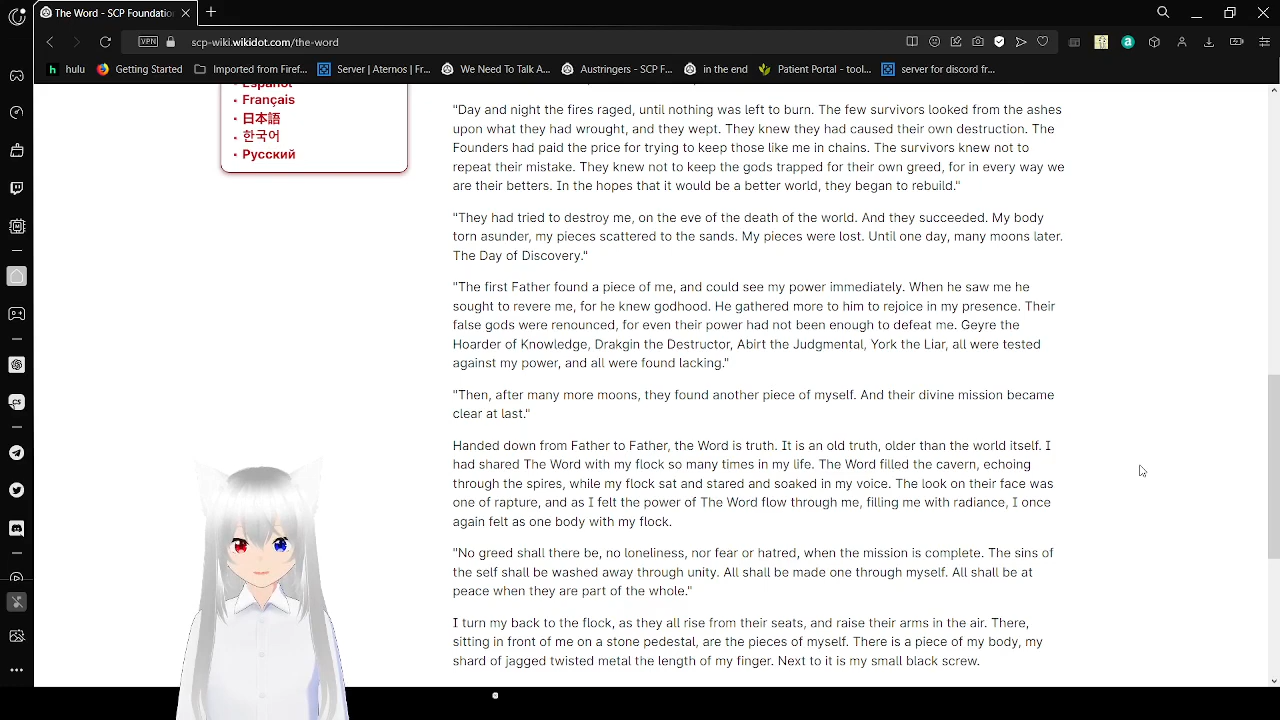 The Word - SCP Foundatio
scp-wiki.wikidot.com/the-word
VPN
hulu
Getting Started
Imported from Firef...
Server | Aternos | Fr...
We Need To Talk A...
Austringers - SCP F...
in the end
Patient Portal - tool...
server for discord fr...
Español
Français
日本語
한국어
Русский
"Day and night the fires raged, until nothing was left to burn. The few survivors looked from the ashes
upon what they had wrought, and they wept. They knew they had caused their own destruction. The
Founders had paid the price for trying to keep those like me in chains. The survivors knew not to
repeat their mistake. They knew not to keep the gods trapped for their own greed, for in every way we
are their betters. In the hopes that it would be a better world, they began to rebuild."
"They had tried to destroy me, on the eve of the death of the world. And they succeeded. My body
torn asunder, my pieces scattered to the sands. My pieces were lost. Until one day, many moons later.
The Day of Discovery."
"The first Father found a piece of me, and could see my power immediately. When he saw me he
sought to revere me, for he knew godhood. He gathered more to him to rejoice in my presence. Their
false gods were renounced, for even their power had not been enough to defeat me. Geyre the
Hoarder of Knowledge, Drakgin the Destructor, Abirt the Judgmental, York the Liar, all were tested
against my power, and all were found lacking."
"Then, after many more moons, they found another piece of myself. And their divine mission became
clear at last."
Handed down from Father to Father, the Word is truth. It is an old truth, older than the world itself. I
had shared The Word with my flock so many times in my life. The Word filled the cavern, echoing
through the spires, while my flock sat and stared and soaked in my voice. The look on their face was
one of rapture, and as I felt the power of The Word flow through me, filling me with radiance, I once
again felt as one body with my flock.
"No greed shall there be, no loneliness, nor fear or hatred, when the mission is complete. The sins of
the self shall be washed away through unity. All shall be made one through myself. All shall be at
peace when they are part of the whole."
I turn my back to the flock, as they all rise from their seats, and raise their arms in the air. There,
sitting in front of me on a stone pedestal, are the pieces of myself. There is a piece of my body, my
shard of jagged twisted metal the length of my finger. Next to it is my small black screw.